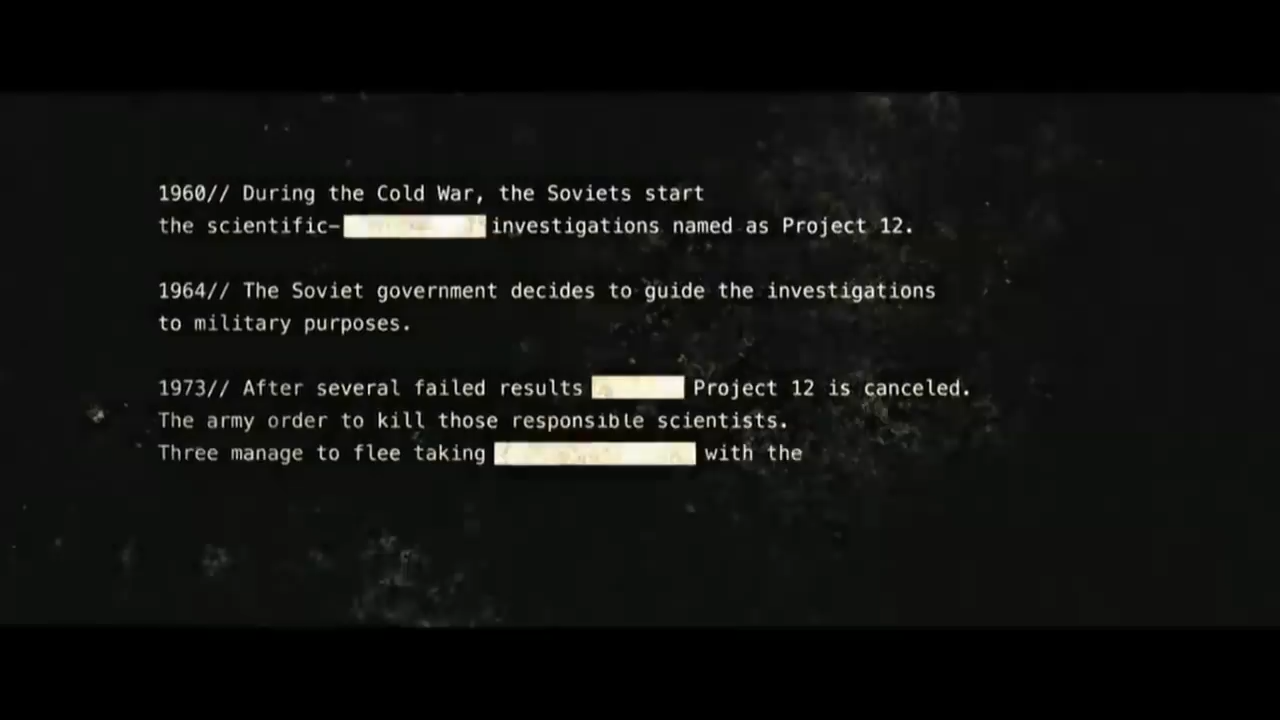 1960// During the Cold War, the Soviets start
the scientific- investigations named as Project 12.
1964// The Soviet government decides to guide the investigations
to military purposes.
1973// After several failed results Project 12 is canceled.
The army order to kill those responsible scientists.
Three manage to flee taking with the